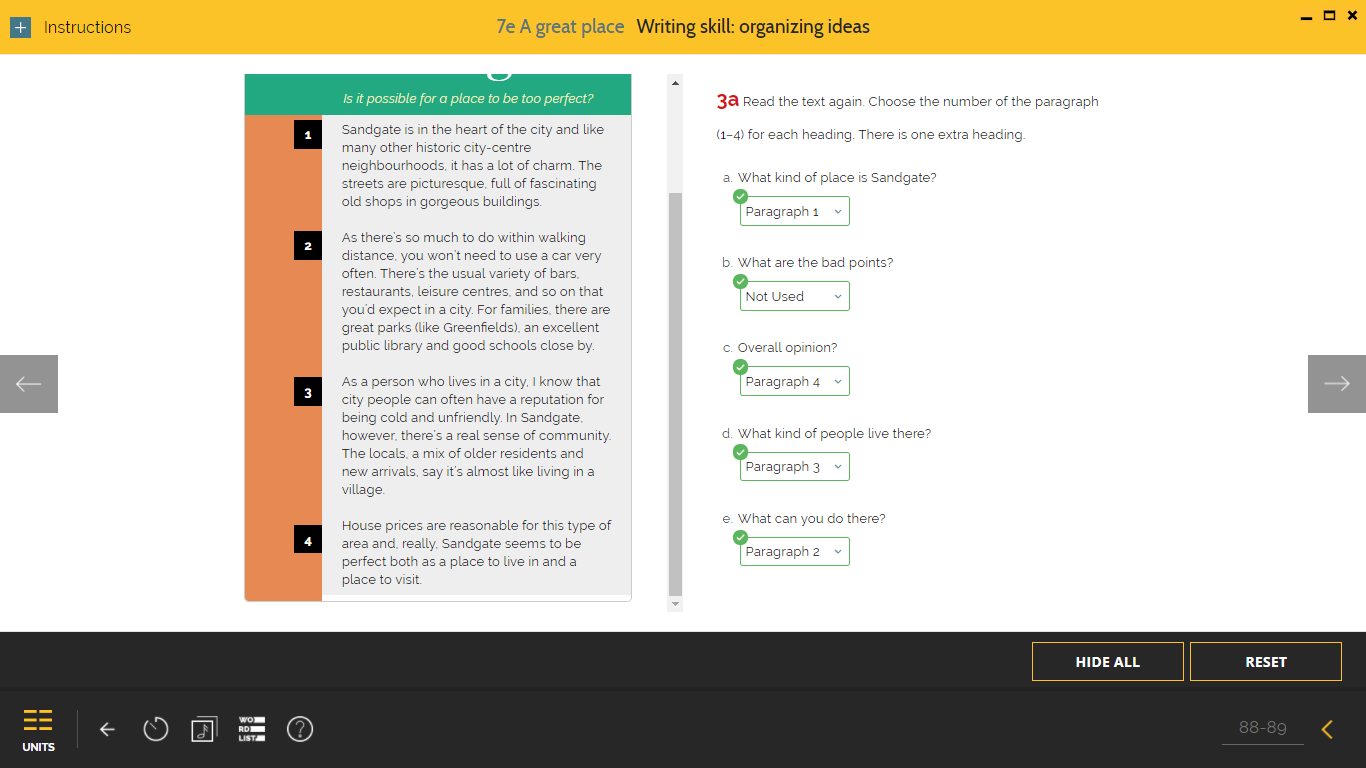 Instructions
7e A great place Writing skill: organizing ideas
Is it possible for a place to be too perfect?
1
Sandgate is in the heart of the city and like
many other historic city-centre
neighbourhoods, it has a lot of charm. The
streets are picturesque, full of fascinating
old shops in gorgeous buildings.
2
As there's so much to do within walking
distance, you won't need to use a car very
often. There's the usual variety of bars,
restaurants, leisure centres, and so on that
you'd expect in a city. For families, there are
great parks (like Greenfields), an excellent
public library and good schools close by.
3
As a person who lives in a city, I know that
city people can often have a reputation for
being cold and unfriendly. In Sandgate,
however, there's a real sense of community.
The locals, a mix of older residents and
new arrivals, say it's almost like living in a
village.
4
House prices are reasonable for this type of
area and, really, Sandgate seems to be
perfect both as a place to live in and a
place to visit.
3a Read the text again. Choose the number of the paragraph
(1–4) for each heading. There is one extra heading.
a. What kind of place is Sandgate?
Paragraph 1
b. What are the bad points?
Not Used
c. Overall opinion?
Paragraph 4
d. What kind of people live there?
Paragraph 3
e. What can you do there?
Paragraph 2
HIDE ALL
RESET
UNITS
WO
RD
LIST
?
88-89